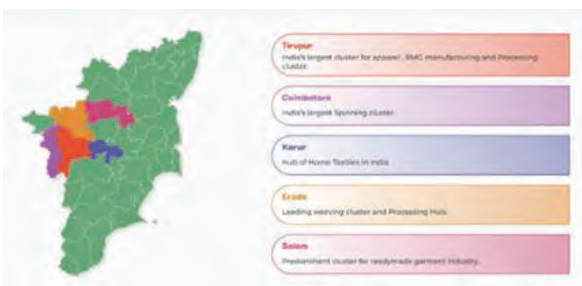 Tirupur
India's largest cluster for apparel, RMG manufacturing and Processing
cluster.
Coimbatore
India's largest Spinning cluster.
Karur
Hub of Home Textiles in India
Erode
Leading weaving cluster and Processing Hub.
Salem
Predominent cluster for readymade garment industry.